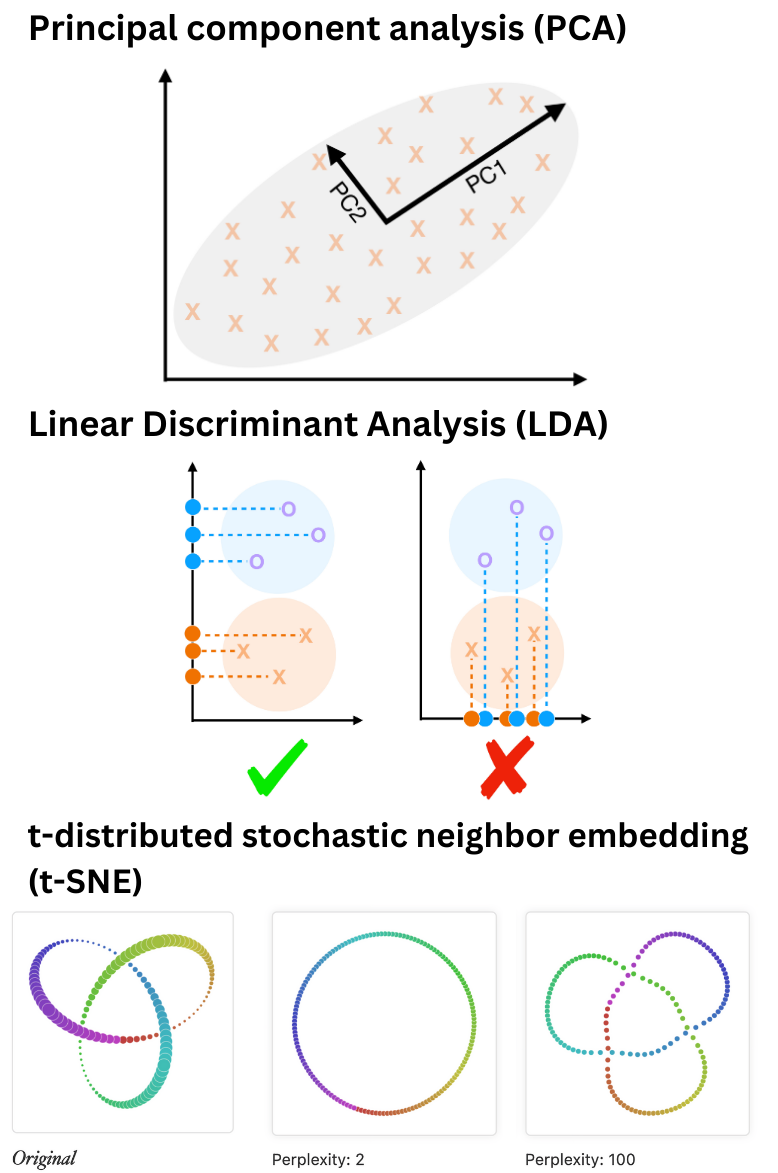 Principal component analysis (PCA)
PC1
PC2
Linear Discriminant Analysis (LDA)
t-distributed stochastic neighbor embedding
(t-SNE)
Original
Perplexity: 2
Perplexity: 100